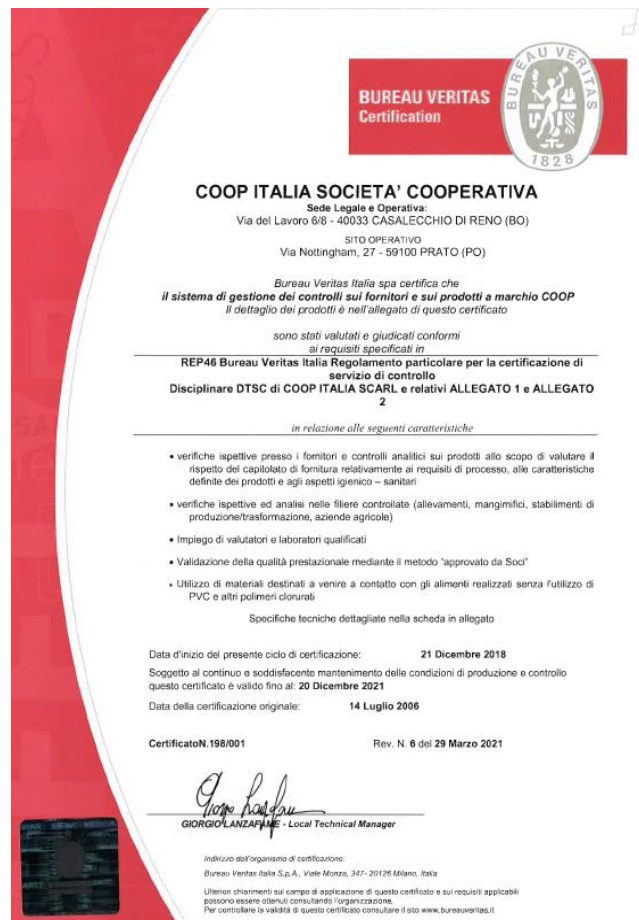 BUREAU VERITAS
Certification
BUREAU VERITAS
1828
COOP ITALIA SOCIETA' COOPERATIVA
Sede Legale e Operativa:
Via del Lavoro 6/8 - 40033 CASALECCHIO DI RENO (BO)
SITO OPERATIVO
Via Nottingham, 27 - 59100 PRATO (PO)
Bureau Veritas Italia spa certifica che
il sistema di gestione dei controlli sui fornitori e sui prodotti a marchio COOP
Il dettaglio dei prodotti è nell'allegato di questo certificato
sono stati valutati e giudicati conformi
ai requisiti specificati in
REP46 Bureau Veritas Italia Regolamento particolare per la certificazione di
servizio di controllo
Disciplinare DTSC di COOP ITALIA SCARL e relativi ALLEGATO 1 e ALLEGATO
2
in relazione alle seguenti caratteristiche
• verifiche ispettive presso i fornitori e controlli analitici sui prodotti allo scopo di valutare il
rispetto del capitolato di fornitura relativamente ai requisiti di processo, alle caratteristiche
definite dei prodotti e agli aspetti igienico – sanitari
• verifiche ispettive ed analisi nelle filiere controllate (allevamenti, mangimifici, stabilimenti di
produzione/trasformazione, aziende agricole)
• Impiego di valutatori e laboratori qualificati
• Validazione della qualità prestazionale mediante il metodo "approvato da Soci"
• Utilizzo di materiali destinati a venire a contatto con gli alimenti realizzati senza l'utilizzo di
PVC e altri polimeri clorurati
Specifiche tecniche dettagliate nella scheda in allegato
Data d'inizio del presente ciclo di certificazione: 21 Dicembre 2018
Soggetto al continuo e soddisfacente mantenimento delle condizioni di produzione e controllo
questo certificato è valido fino al: 20 Dicembre 2021
Data della certificazione originale: 14 Luglio 2006
CertificatoN.198/001 Rev. N. 6 del 29 Marzo 2021
GIORGIO LANZAFAME - Local Technical Manager
Indirizzo dell'organismo di certificazione:
Bureau Veritas Italia S.p.A., Viale Monza, 347- 20126 Milano, Italia
Ulteriori chiarimenti sul campo di applicazione di questo certificato e sui requisiti applicabili
possono essere ottenuti consultando l'organizzazione.
Per controllare la validità di questo certificato consultare il sito www.bureauveritas.it